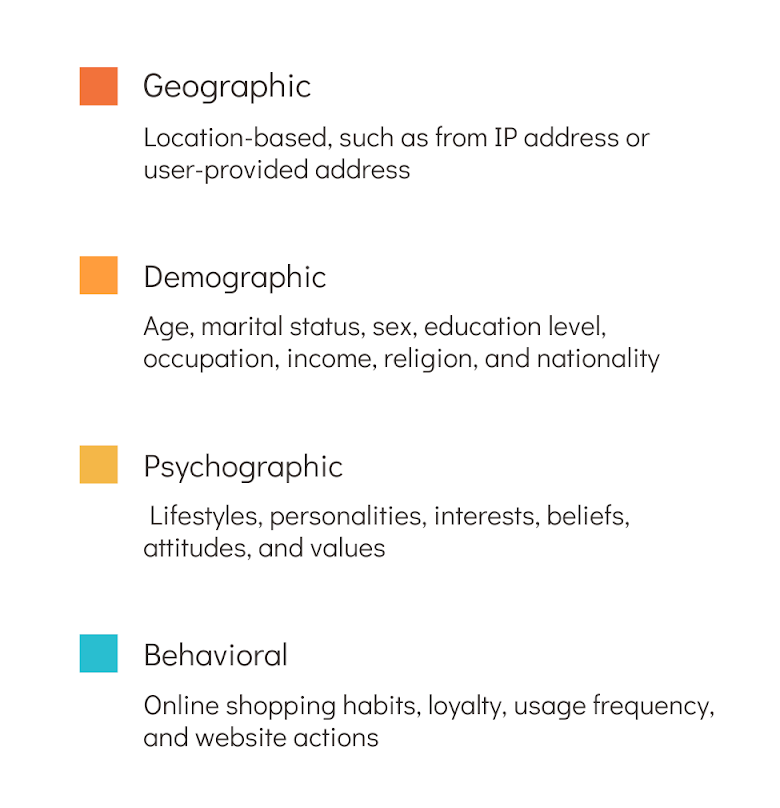 Geographic
Location-based, such as from IP address or
user-provided address
Demographic
Age, marital status, sex, education level,
occupation, income, religion, and nationality
Psychographic
Lifestyles, personalities, interests, beliefs,
attitudes, and values
Behavioral
Online shopping habits, loyalty, usage frequency,
and website actions